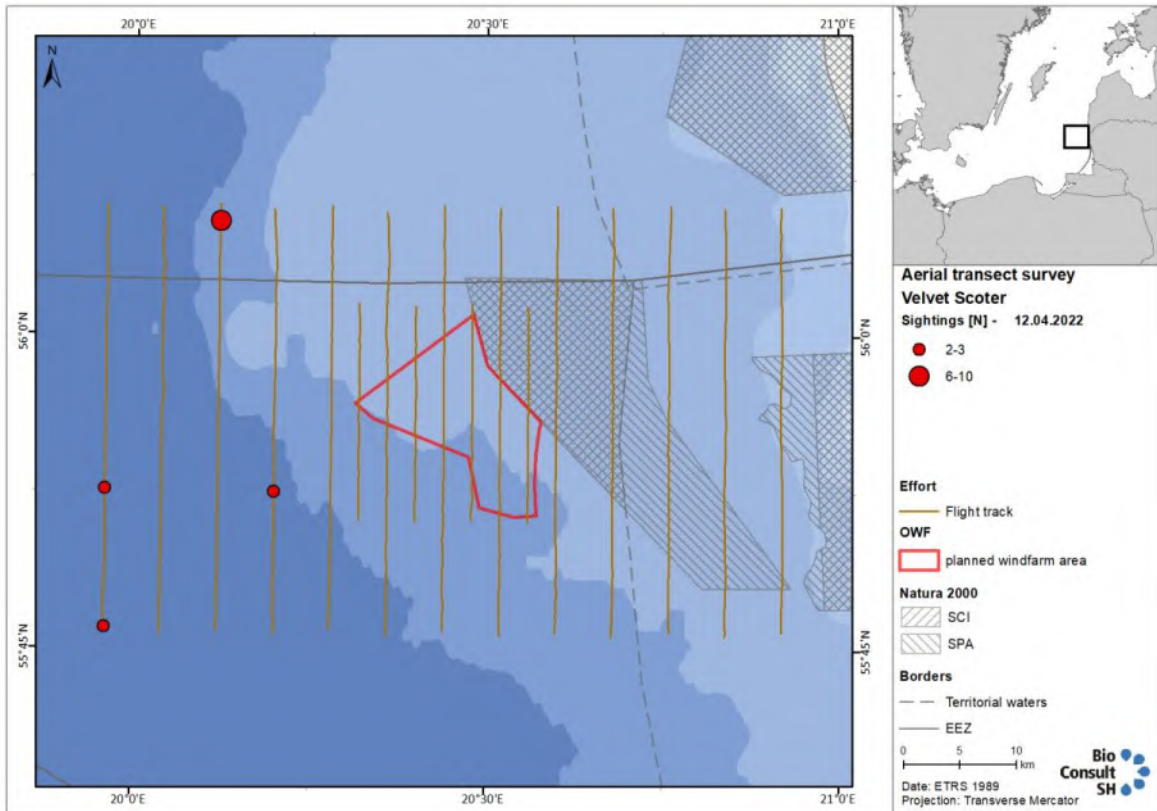 20°0'E 20°30'E 21°0'E
N
56°0'N 56°0'N
55°45'N 55°45'N
20°0'E 20°30'E 21°0'E
Aerial transect survey
Velvet Scoter
Sightings [N] - 12.04.2022
2-3
6-10
Effort
Flight track
OWF
planned windfarm area
Natura 2000
SCI
SPA
Borders
Territorial waters
EEZ
0 5 10
km
Bio
Consult
SH
Date: ETRS 1989
Projection: Transverse Mercator